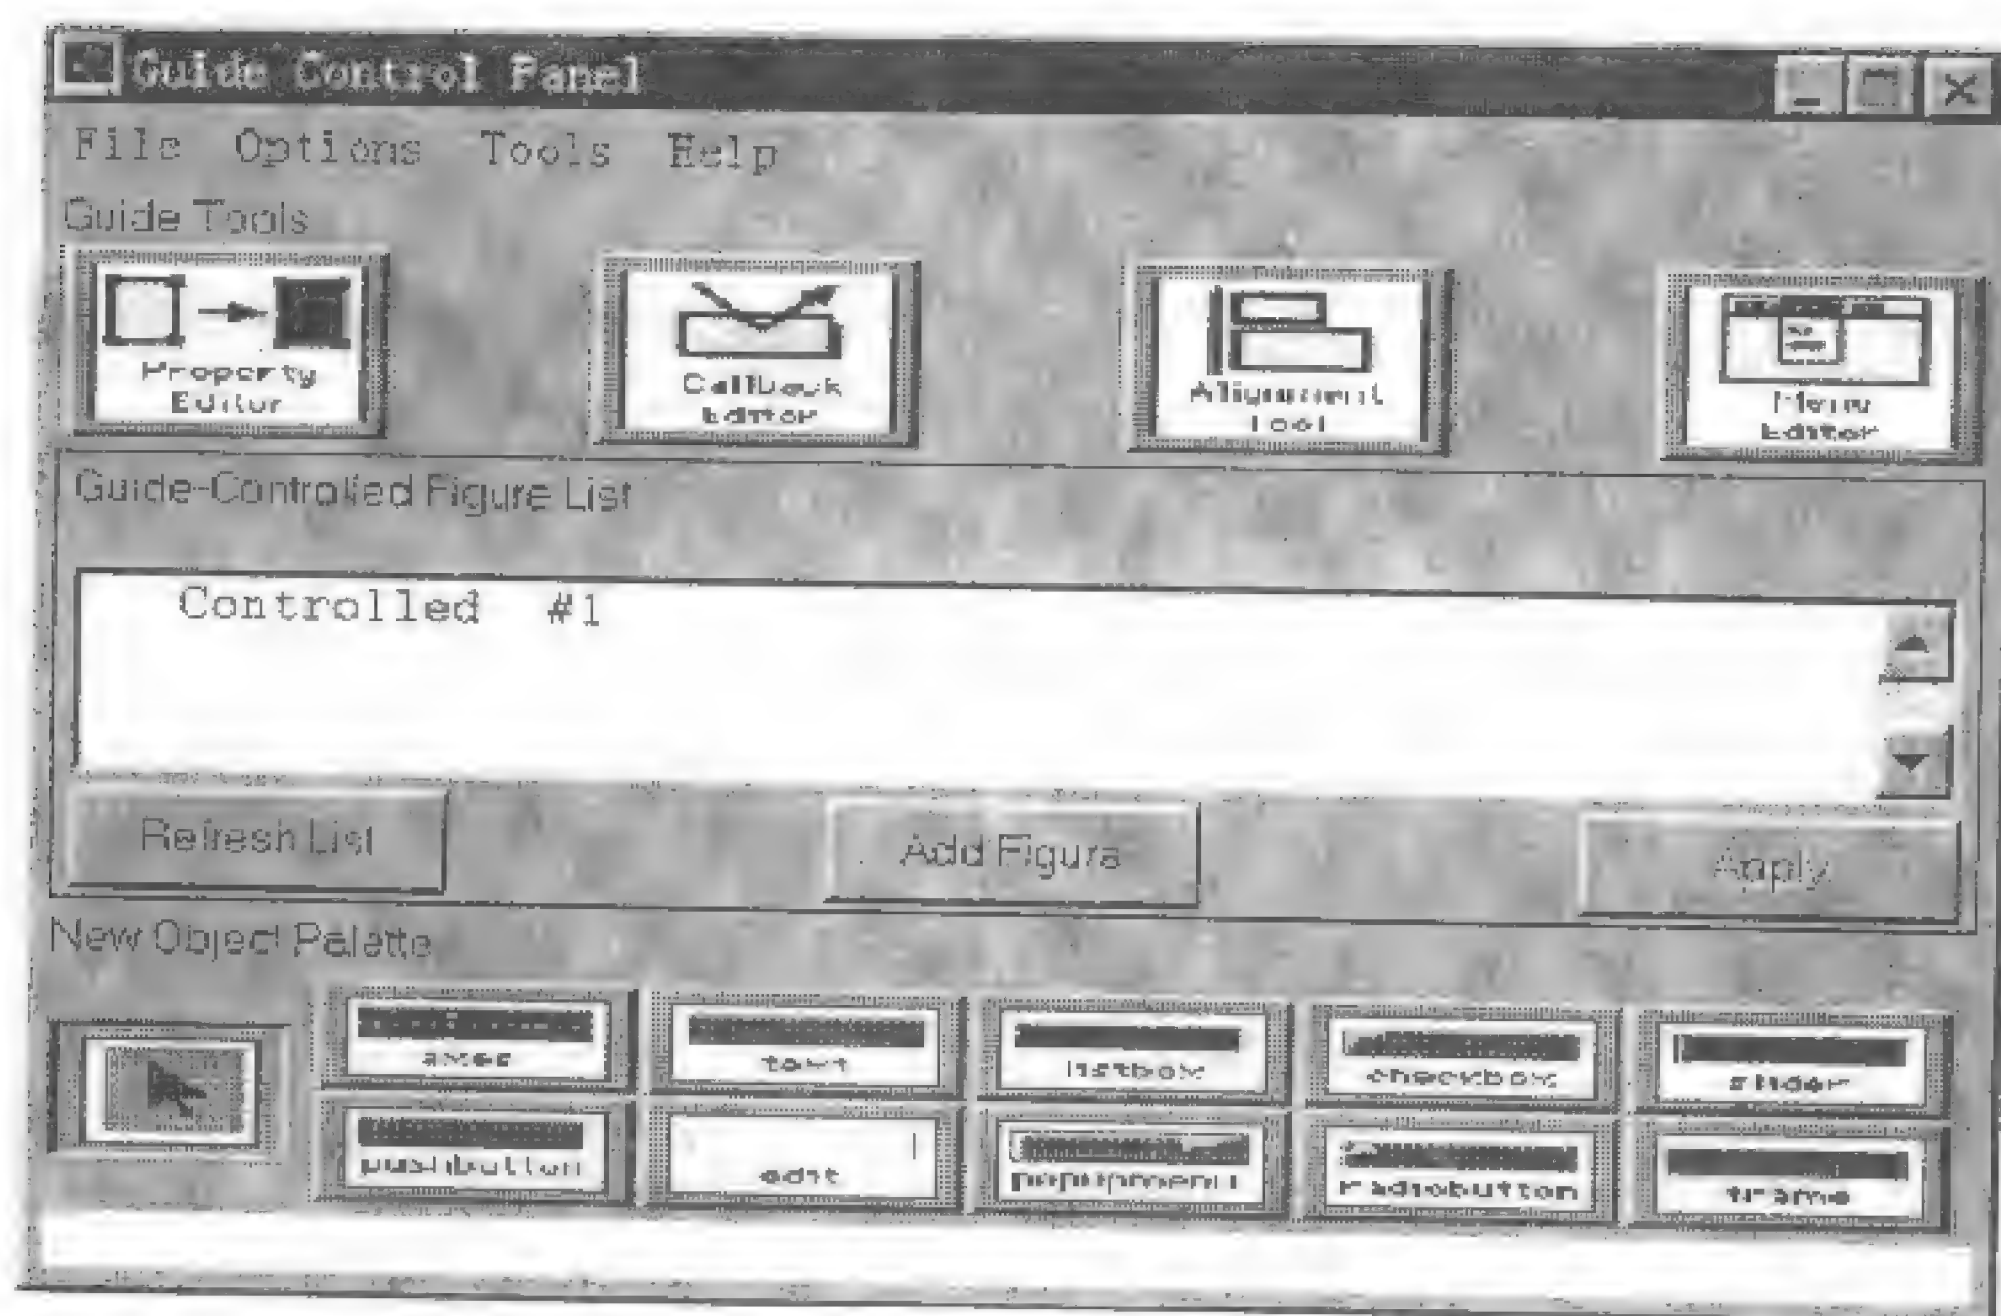 Guide Control Panel
File Options Tools Help
Guide Tools
Property
Editor
Callback
Editor
Alignment
Tool
Menu
Editor
Guide-Controlled Figure List
Controlled #1
Refresh List
Add Figure
Apply
New Object Palette
axes
text
listbox
checkbox
slider
pushbutton
edit
popupmenu
radiobutton
frame